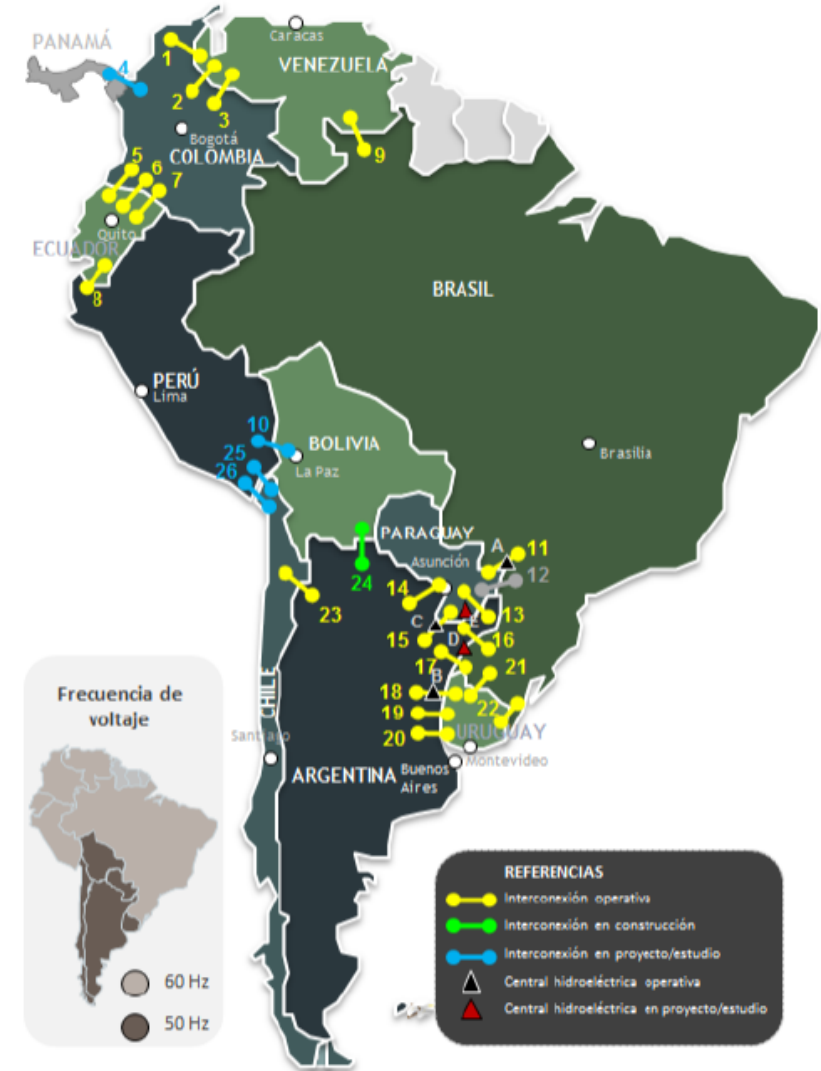 Caracas
PANAMÁ
1
VENEZUELA
4
2
3
Bogotá
9
COLOMBIA
5
6
7
Quito
ECUADOR
8
BRASIL
PERÚ
Lima
10
BOLIVIA
25
La Paz
26
Brasilia
PARAGUAY
A
11
Asunción
12
24
14
23
C
E
13
15
D
16
17
21
B
18
22
19
CHILE
URUGUAY
20
Santiago
Montevideo
ARGENTINA
Buenos
Aires
Frecuencia de
voltaje
60 Hz
50 Hz
REFERENCIAS
Interconexión operativa
Interconexión en construcción
Interconexión en proyecto/estudio
Central hidroeléctrica operativa
Central hidroeléctrica en proyecto/estudio